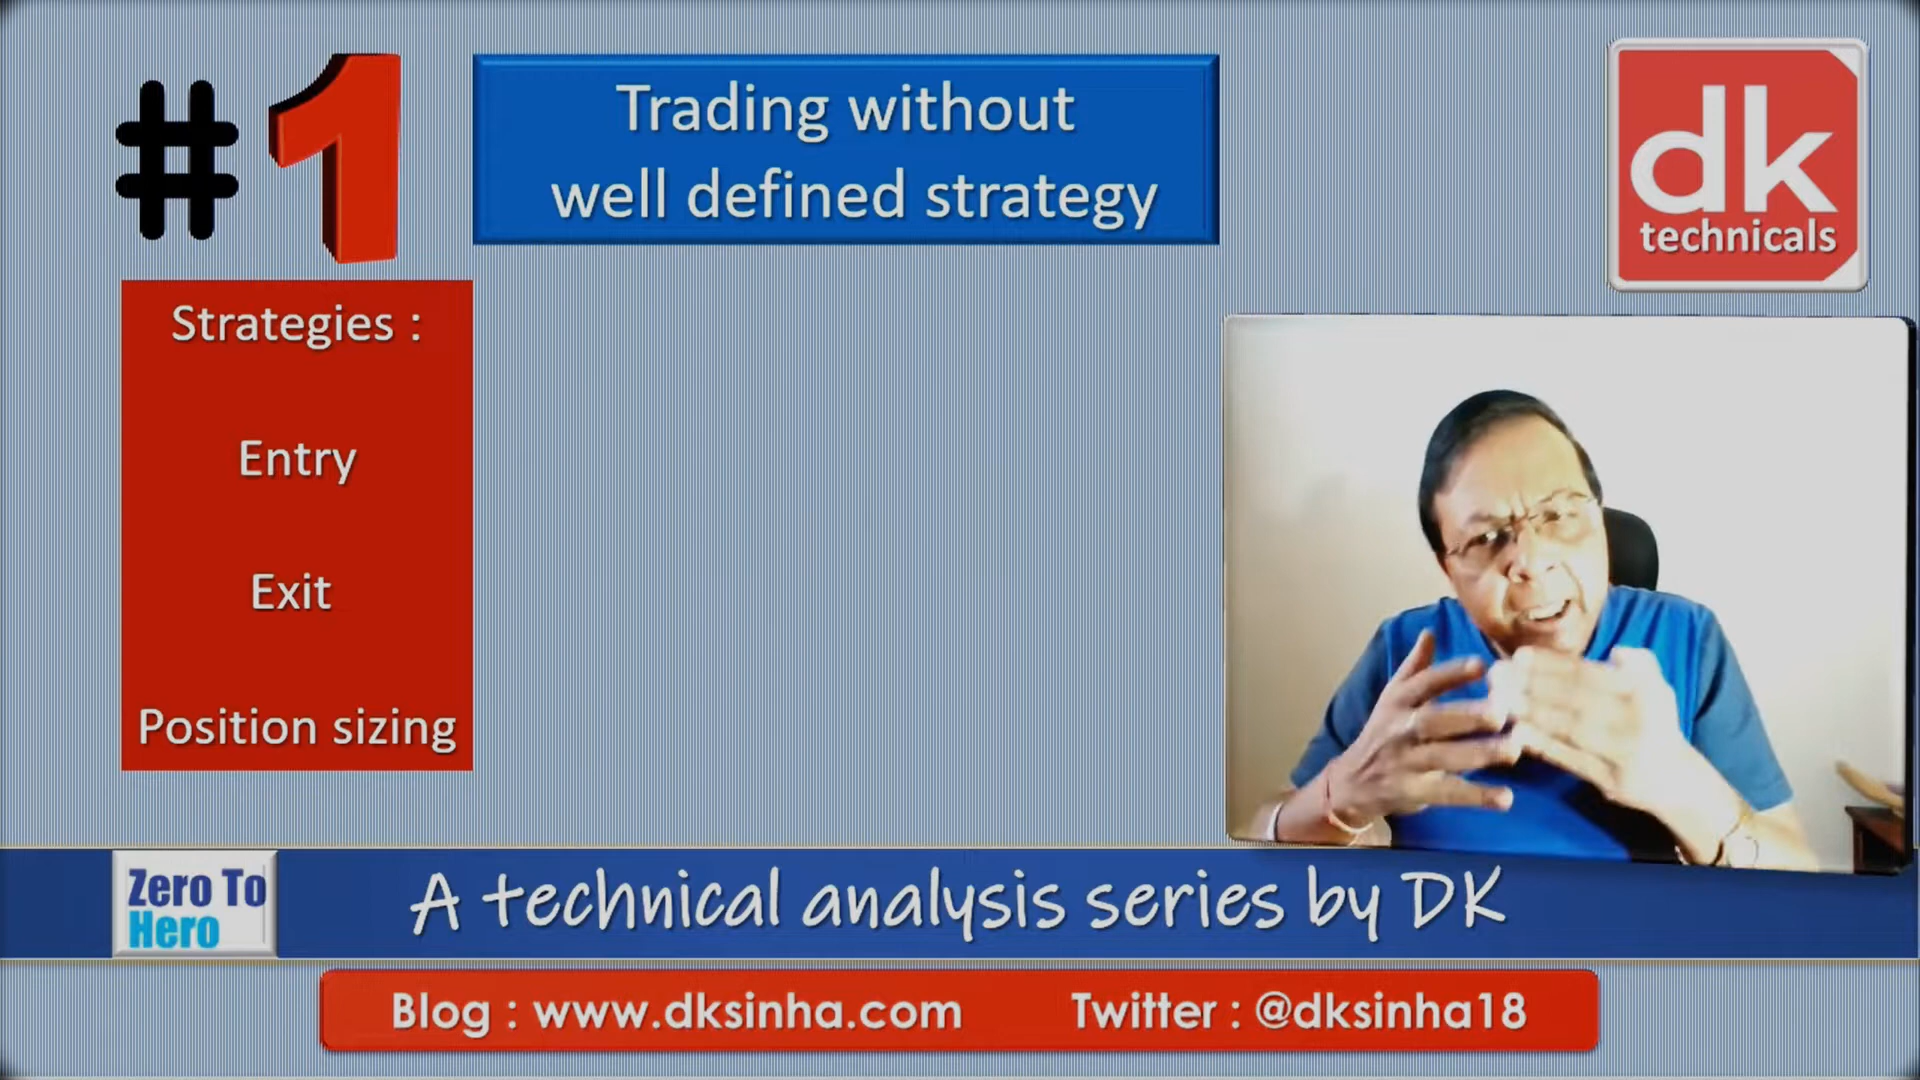 #1
Trading without
well defined strategy
dk
technicals
Strategies :
Entry
Exit
Position sizing
Zero To
Hero
A technical analysis series by DK
Blog : www.dksinha.com
Twitter : @dksinha18